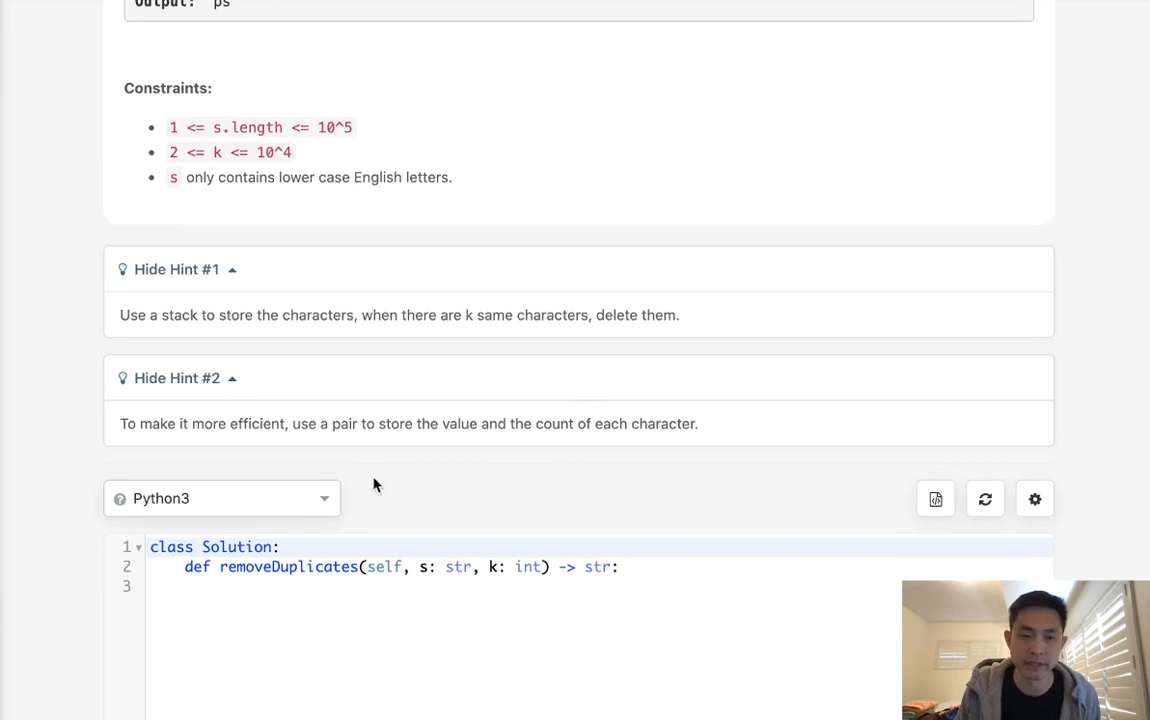 Output: "ps"
Constraints:
1 <= s.length <= 10^5
2 <= k <= 10^4
s only contains lower case English letters.
Hide Hint #1
Use a stack to store the characters, when there are k same characters, delete them.
Hide Hint #2
To make it more efficient, use a pair to store the value and the count of each character.
Python3
1 class Solution:
2 def removeDuplicates(self, s: str, k: int) -> str:
3